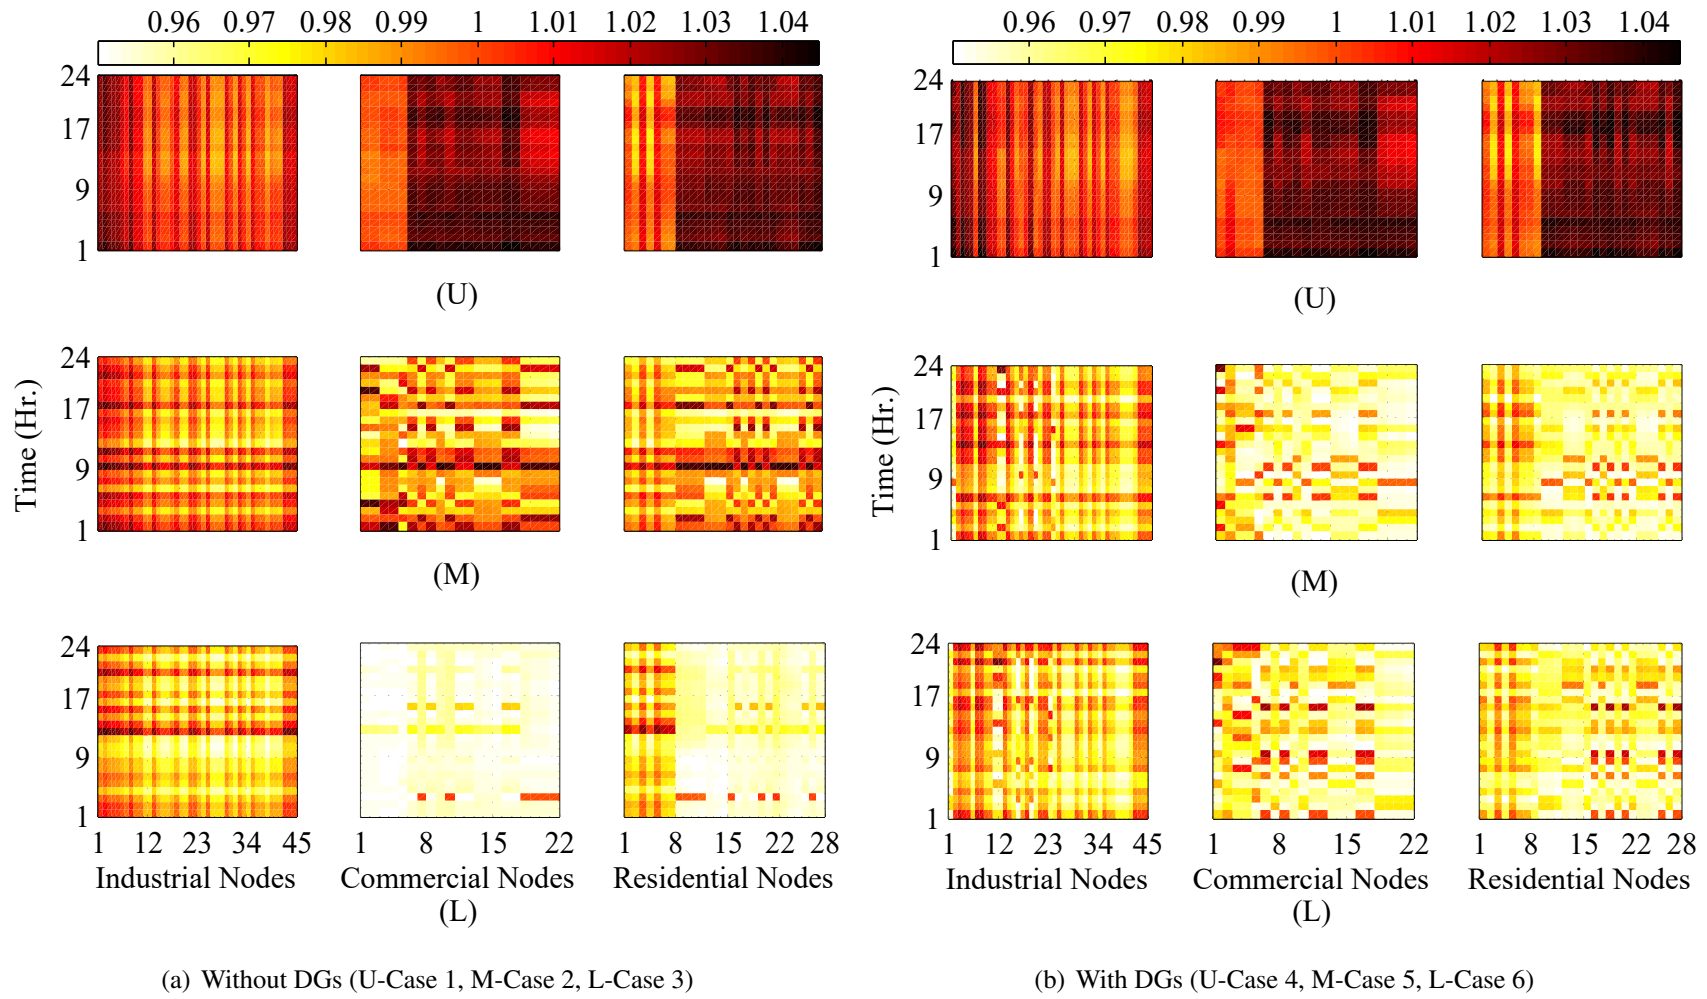 0.96 0.97 0.98 0.99 1 1.01 1.02 1.03 1.04
24
17
9
1
(U)
24
17
9
1
Time (Hr.)
(M)
24
17
9
1
1 12 23 34 45
1 8 15 22
1 8 15 22 28
Industrial Nodes
Commercial Nodes
Residential Nodes
(L)
(a) Without DGs (U-Case 1, M-Case 2, L-Case 3)
0.96 0.97 0.98 0.99 1 1.01 1.02 1.03 1.04
24
17
9
1
(U)
24
17
9
1
Time (Hr.)
(M)
24
17
9
1
1 12 23 34 45
1 8 15 22
1 8 15 22 28
Industrial Nodes
Commercial Nodes
Residential Nodes
(L)
(b) With DGs (U-Case 4, M-Case 5, L-Case 6)